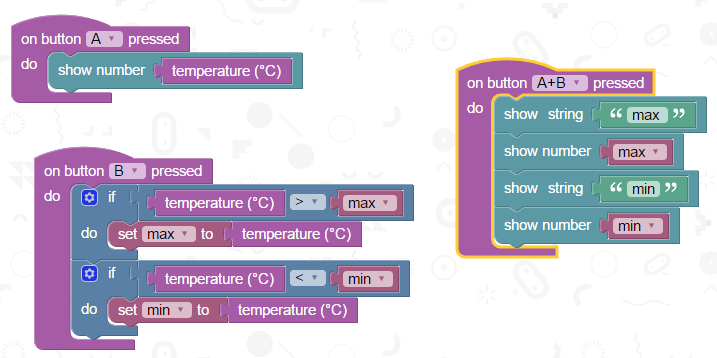 on button A pressed
do show number temperature (°C)
on button B pressed
do if temperature (°C) > max
do set max to temperature (°C)
if temperature (°C) < min
do set min to temperature (°C)
on button A+B pressed
do show string “ max ”
show number max
show string “ min ”
show number min